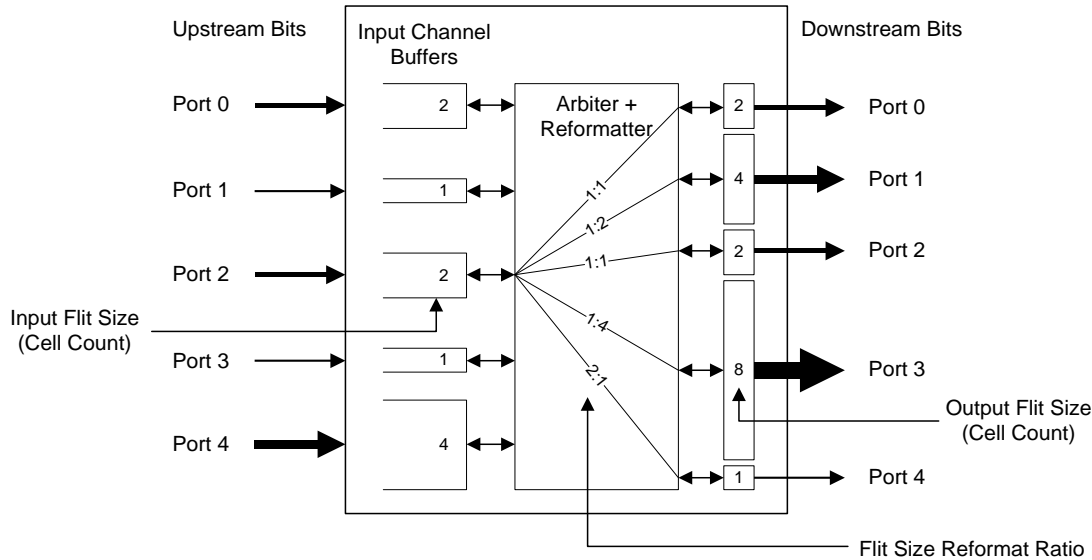 Upstream Bits
Input Channel
Buffers
Downstream Bits
Port 0
2
Arbiter +
Reformatter
2
Port 0
Port 1
1
1:1
4
Port 1
1:2
Port 2
2
1:1
2
Port 2
Input Flit Size
(Cell Count)
1:4
Port 3
1
2:1
8
Port 3
Output Flit Size
(Cell Count)
Port 4
4
1
Port 4
Flit Size Reformat Ratio